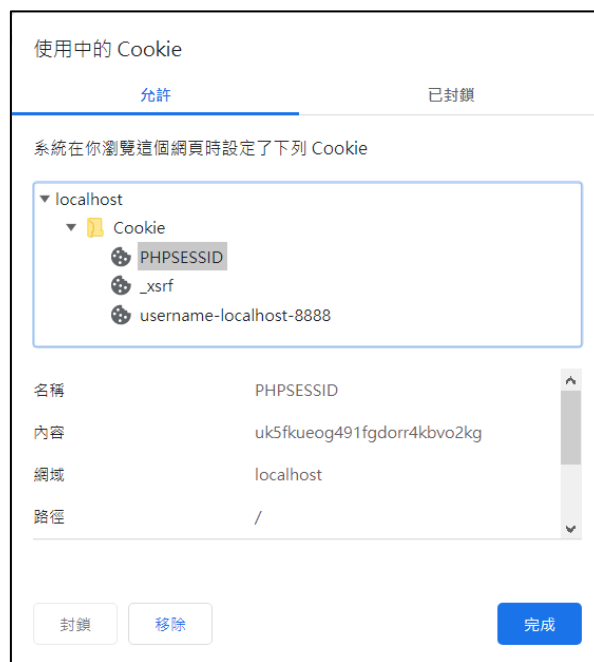 使用中的 Cookie
允許 已封鎖
系統在你瀏覽這個網頁時設定了下列 Cookie
localhost
Cookie
PHPSESSID
_xsrf
username-localhost-8888
名稱 PHPSESSID
內容 uk5fkueog491fgdorr4kbvo2kg
網域 localhost
路徑 /
封鎖 移除 完成